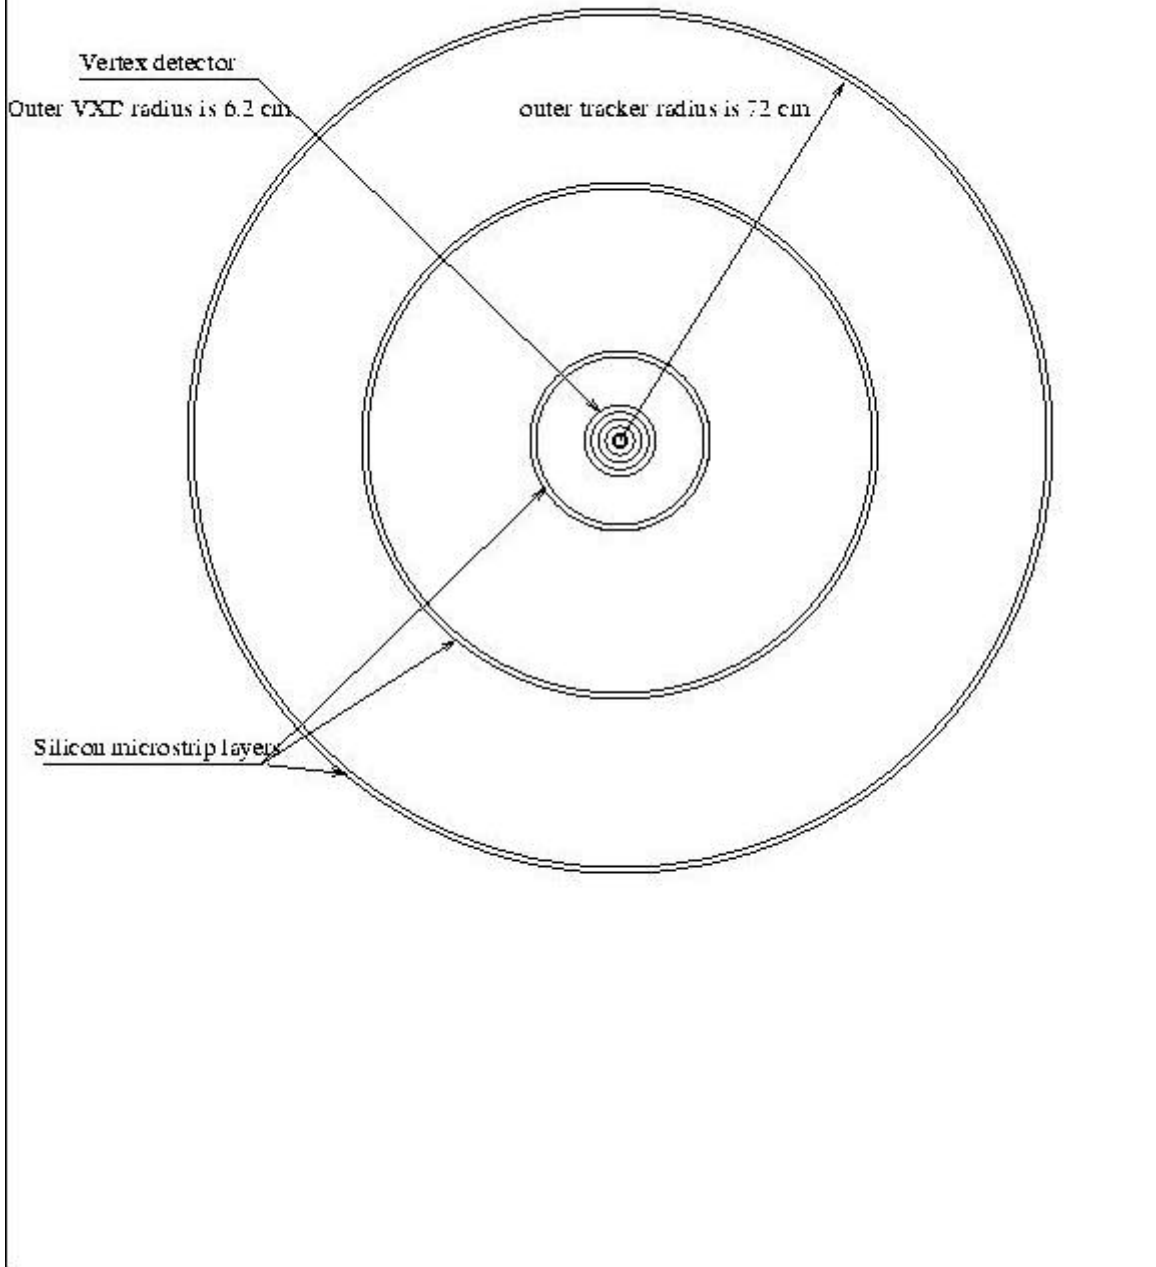 Vertex detector
Outer VXD radius is 6.2 cm
outer tracker radius is 72 cm
Silicon microstrip layers